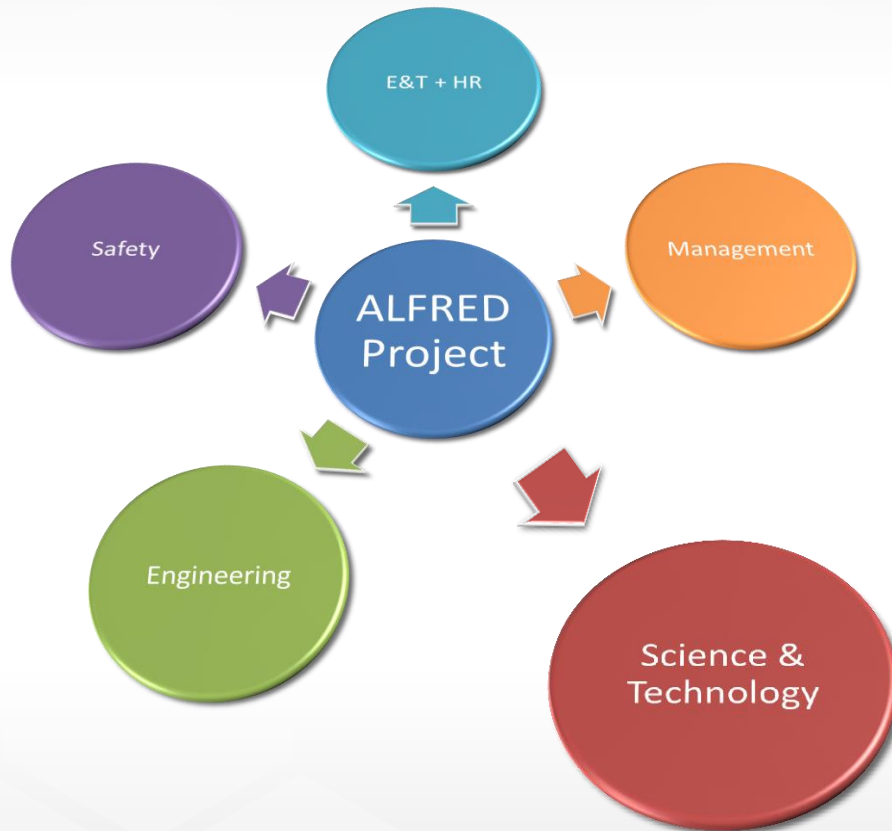 E&T + HR
Safety
Management
ALFRED
Project
Engineering
Science &
Technology